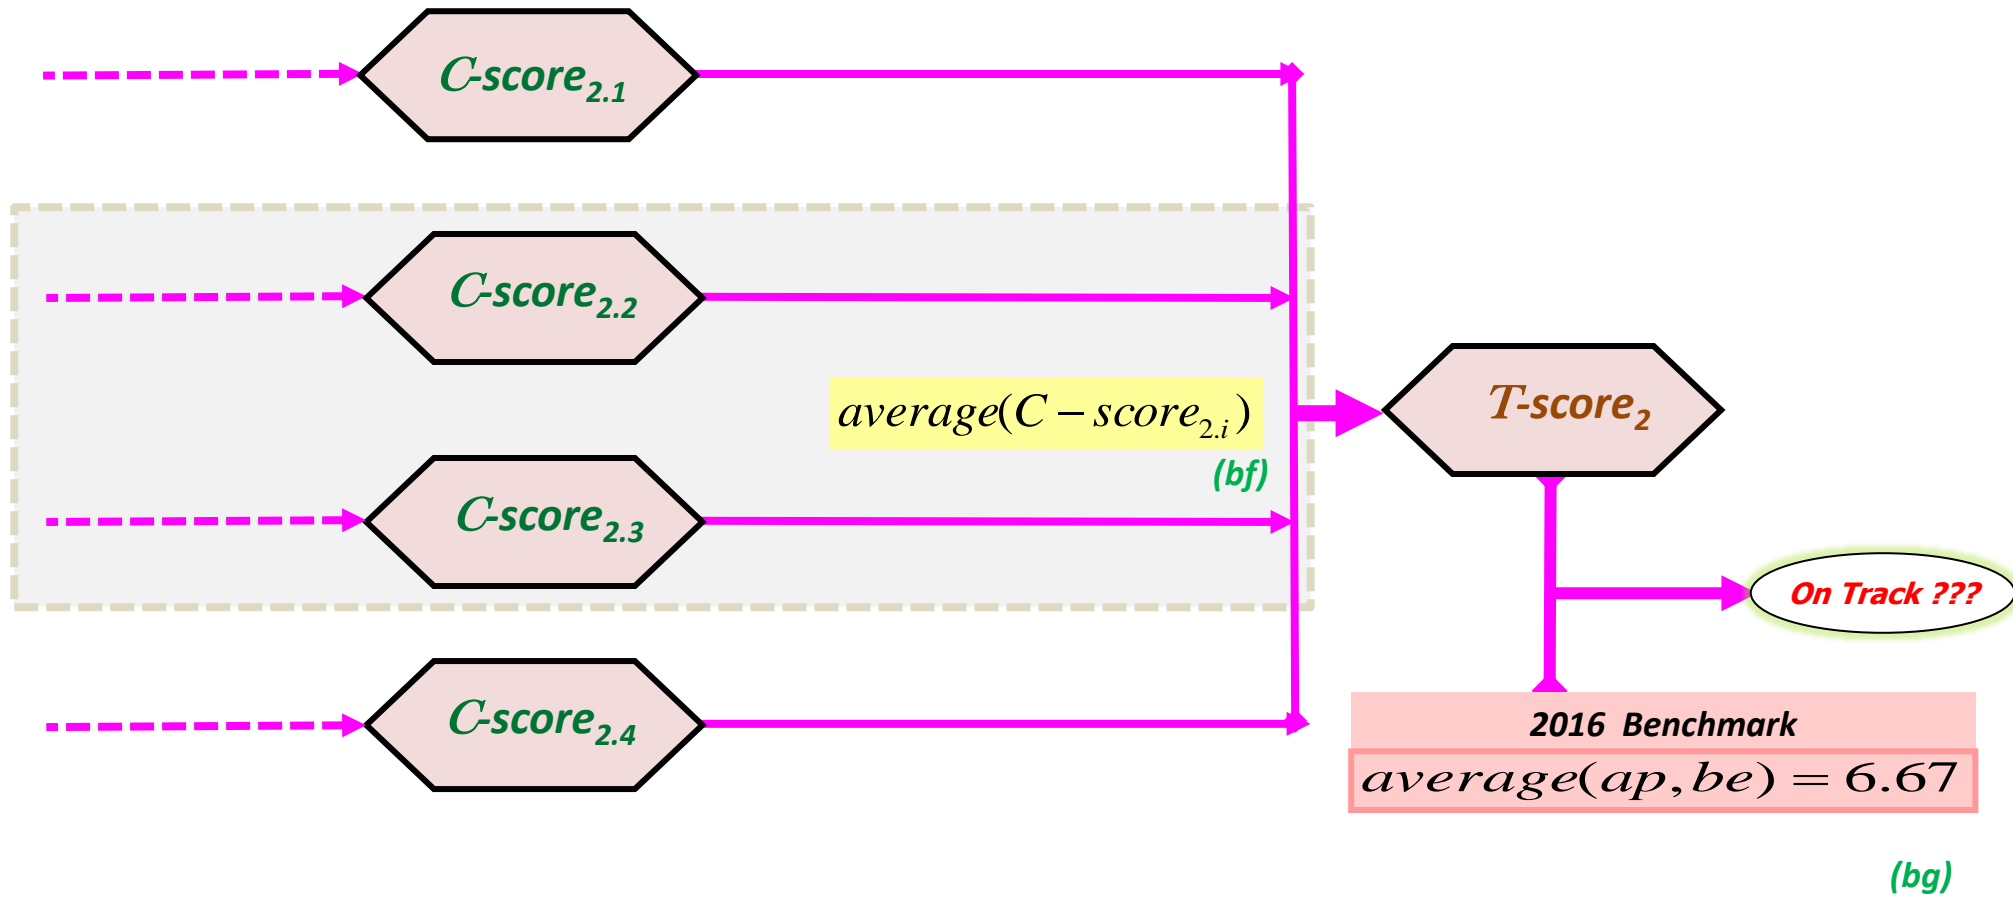 C-score2.1
C-score2.2
average(C − score2.i)
(bf)
T-score2
C-score2.3
On Track ???
C-score2.4
2016 Benchmark
average(ap, be) = 6.67
(bg)